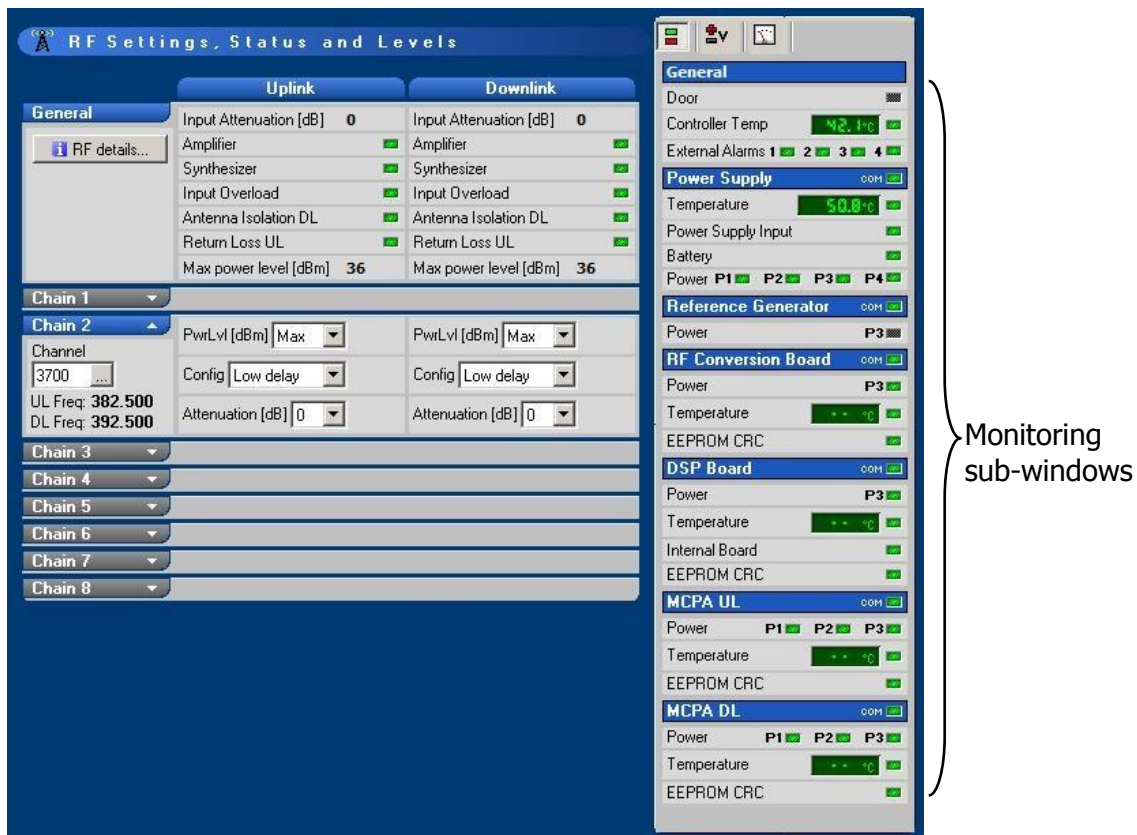 RF Settings, Status and Levels
Uplink Downlink
General
RF details...
Input Attenuation [dB] 0 Input Attenuation [dB] 0
Amplifier Amplifier
Synthesizer Synthesizer
Input Overload Input Overload
Antenna Isolation DL Antenna Isolation DL
Return Loss UL Return Loss UL
Max power level [dBm] 36 Max power level [dBm] 36
Chain 1
Chain 2
Channel
3700 ...
UL Freq: 382.500
DL Freq: 392.500
PwrLvl [dBm] Max PwrLvl [dBm] Max
Config Low delay Config Low delay
Attenuation [dB] 0 Attenuation [dB] 0
Chain 3
Chain 4
Chain 5
Chain 6
Chain 7
Chain 8
V
General
Door
Controller Temp 42.1°C
External Alarms 1 2 3 4
Power Supply COM
Temperature 50.0°C
Power Supply Input
Battery
Power P1 P2 P3 P4
Reference Generator COM
Power P3
RF Conversion Board COM
Power P3
Temperature -- °C
EEPROM CRC
DSP Board COM
Power P3
Temperature -- °C
Internal Board
EEPROM CRC
MCPA UL COM
Power P1 P2 P3
Temperature -- °C
EEPROM CRC
MCPA DL COM
Power P1 P2 P3
Temperature -- °C
EEPROM CRC
Monitoring
sub-windows